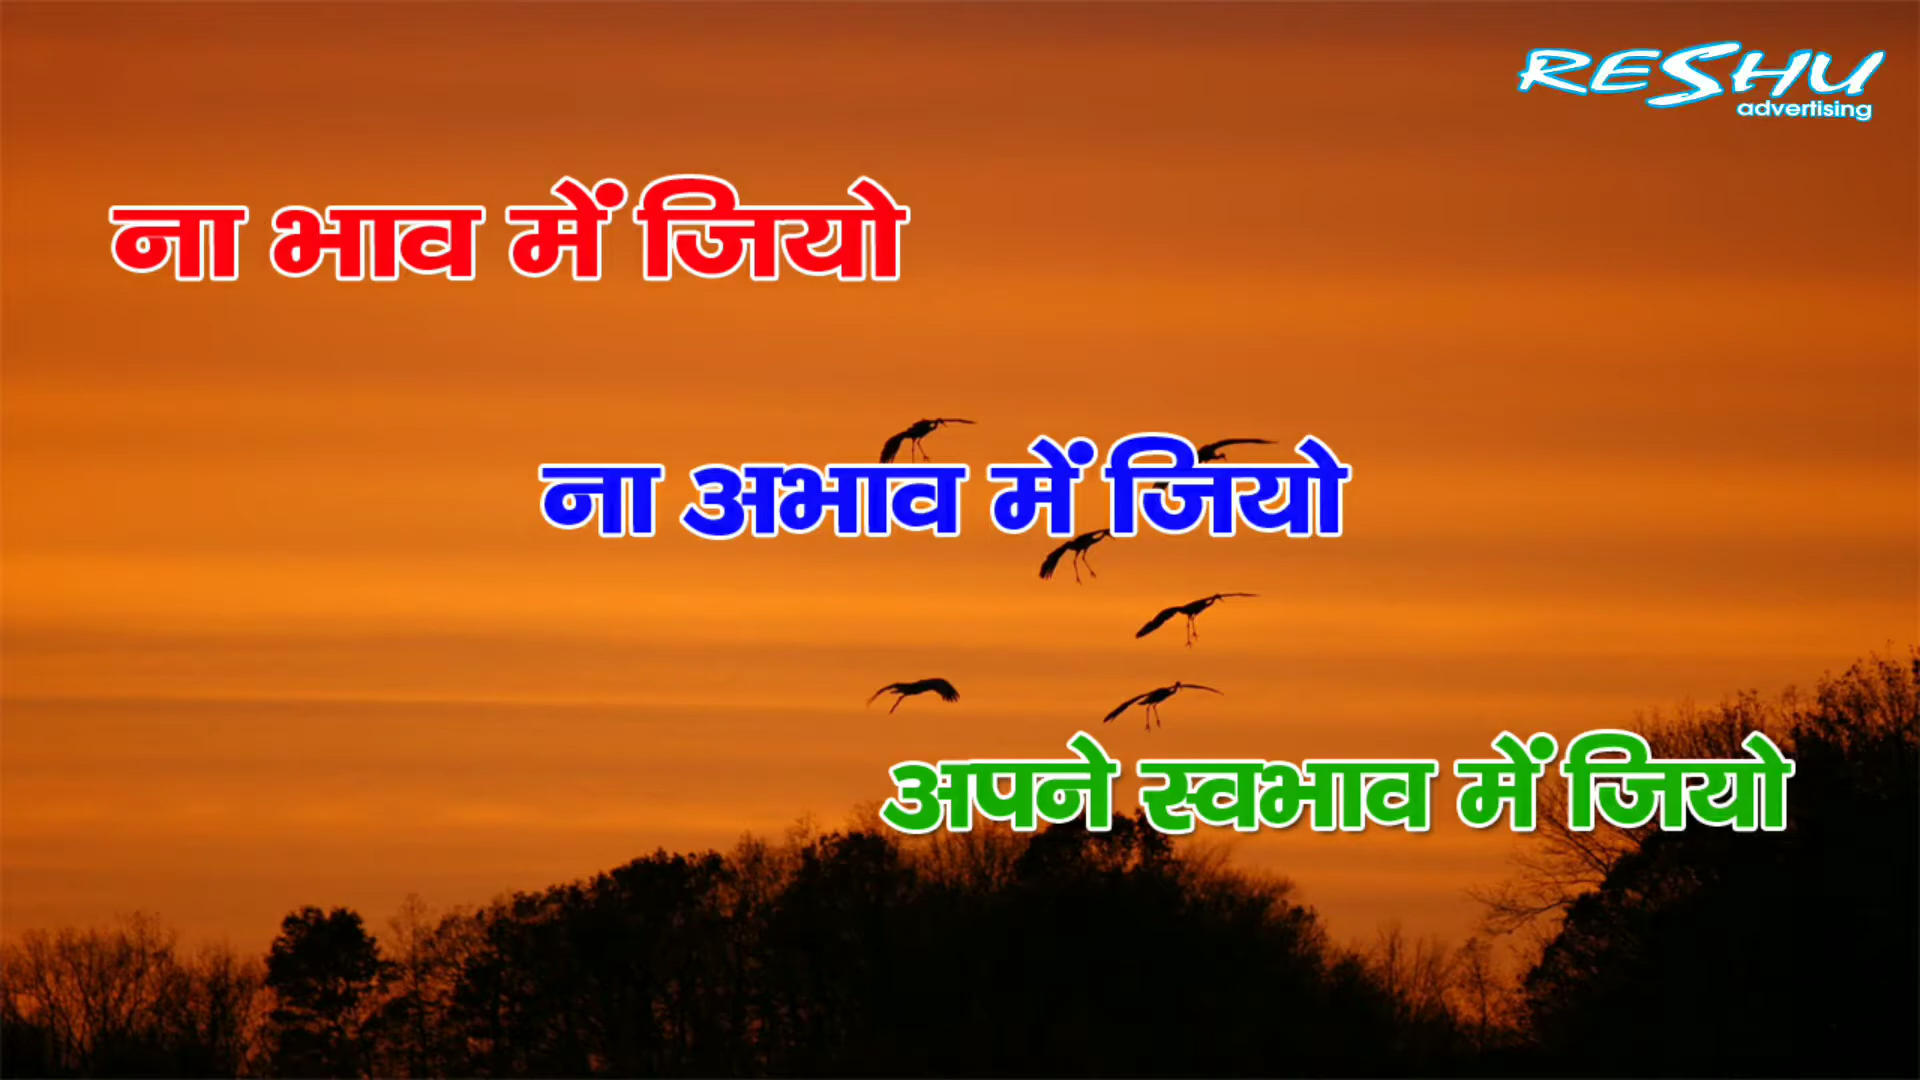 RESHU
advertising
ना भाव में जियो
ना अभाव में जियो
अपने स्वभाव में जियो